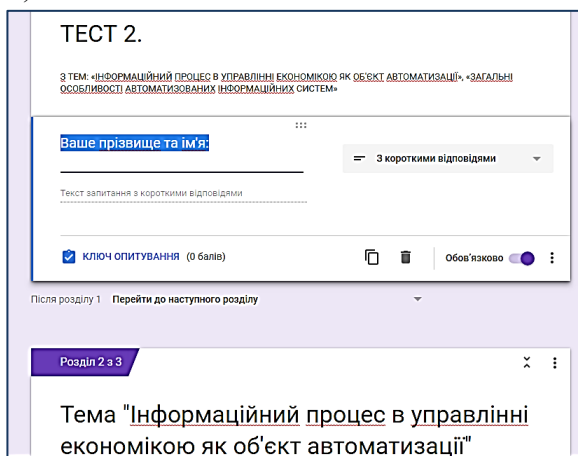 ТЕСТ 2.
З ТЕМ: «ІНФОРМАЦІЙНИЙ ПРОЦЕС В УПРАВЛІННІ ЕКОНОМІКОЮ ЯК ОБ'ЄКТ АВТОМАТИЗАЦІЇ», «ЗАГАЛЬНІ
ОСОБЛИВОСТІ АВТОМАТИЗОВАНИХ ІНФОРМАЦІЙНИХ СИСТЕМ»
Ваше прізвище та ім'я:
З короткими відповідями
Текст запитання з короткими відповідями
КЛЮЧ ОПИТУВАННЯ (0 балів)
Обов'язково
Після розділу 1 Перейти до наступного розділу
Розділ 2 з 3
Тема "Інформаційний процес в управлінні
економікою як об'єкт автоматизації"